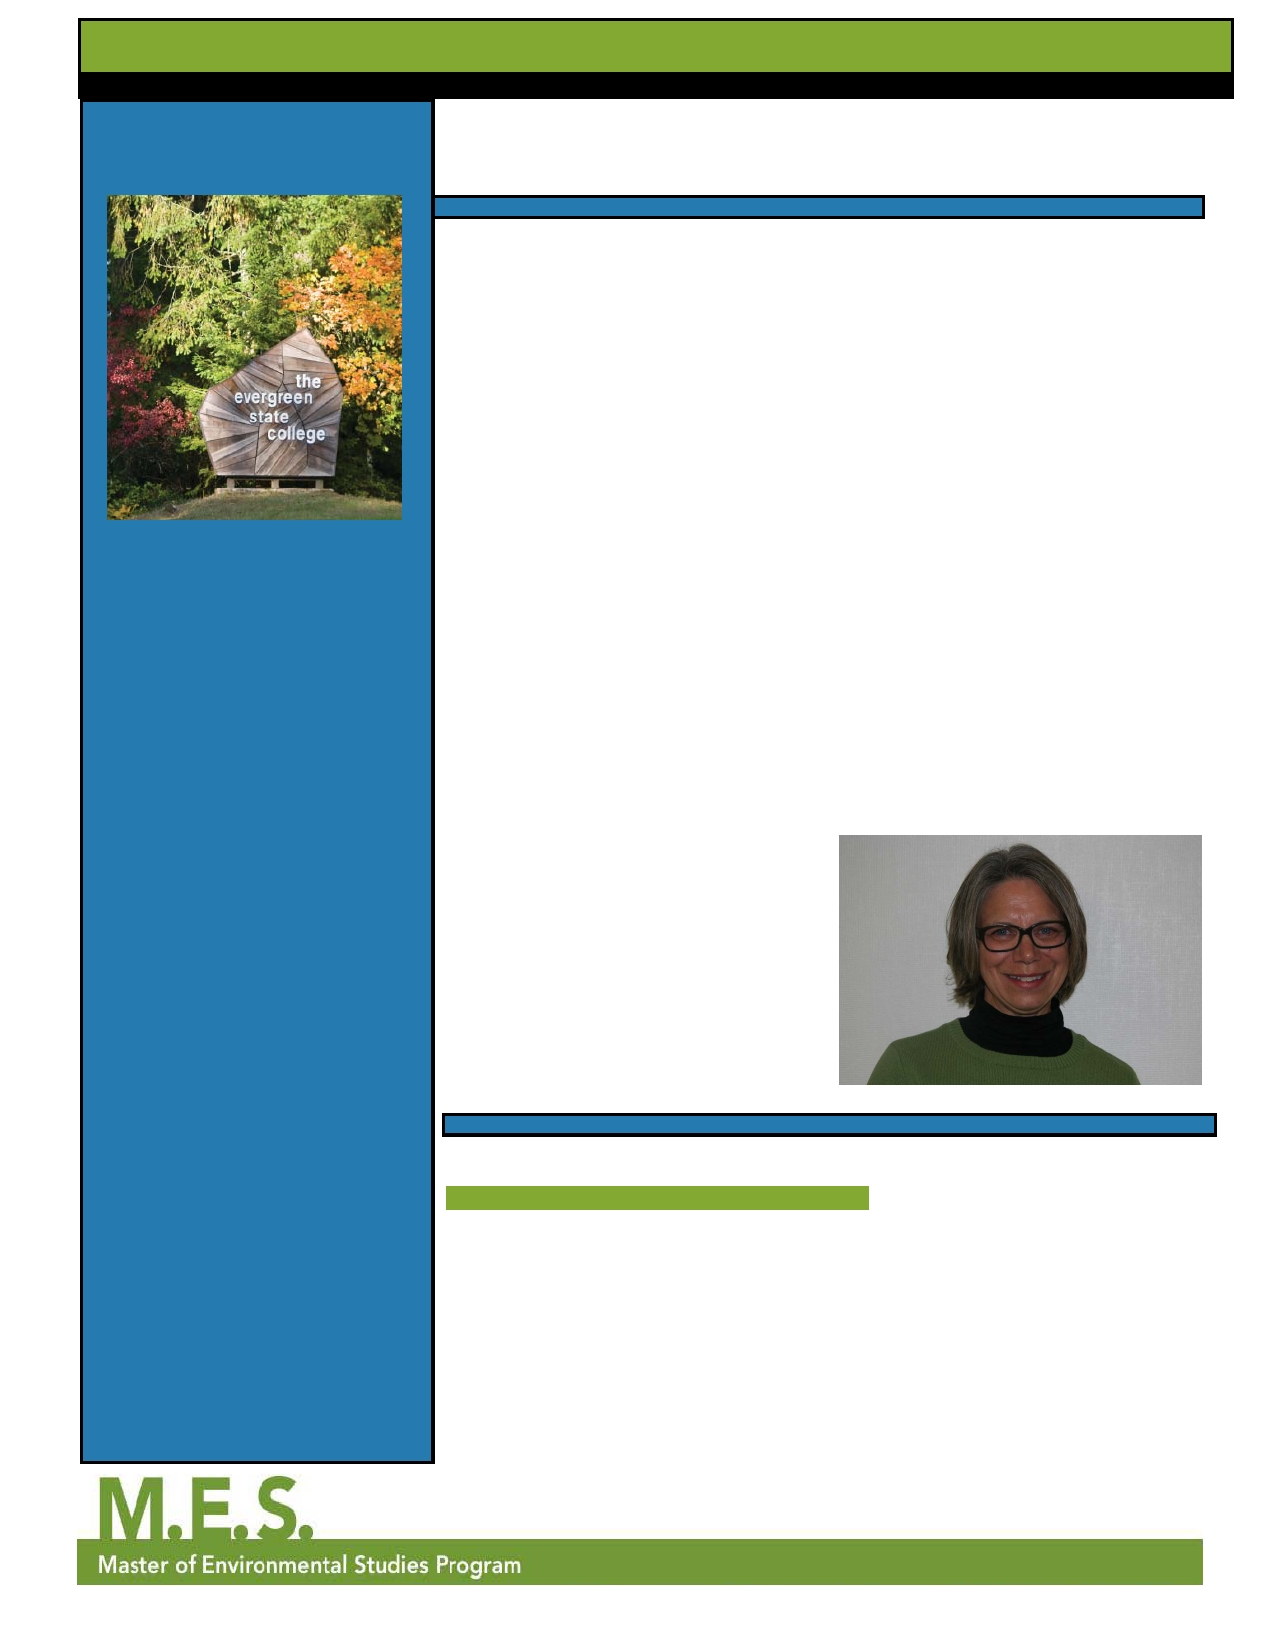 the
evergreen
state
college
M.E.S.
Master of Environmental Studies Program